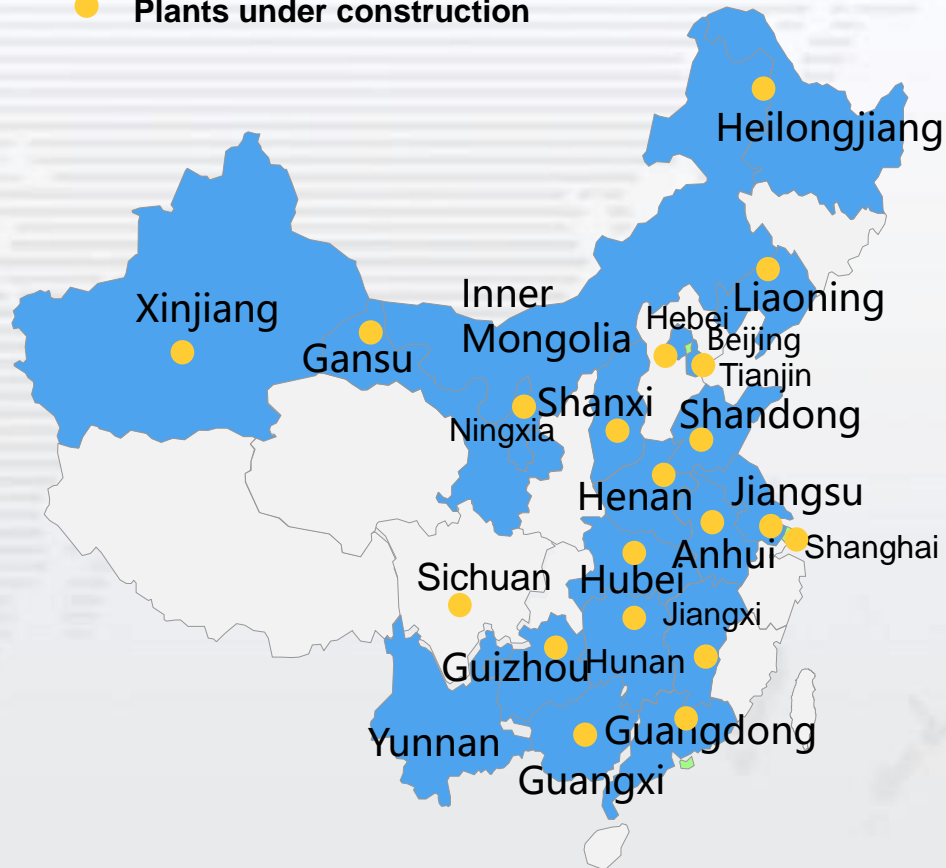 Plants under construction
Heilongjiang
Xinjiang
Inner
Mongolia
Liaoning
Hebei
Beijing
Gansu
Tianjin
Shanxi
Shandong
Ningxia
Henan
Jiangsu
Anhui
Shanghai
Sichuan
Hubei
Jiangxi
Guizhou
Hunan
Yunnan
Guangdong
Guangxi